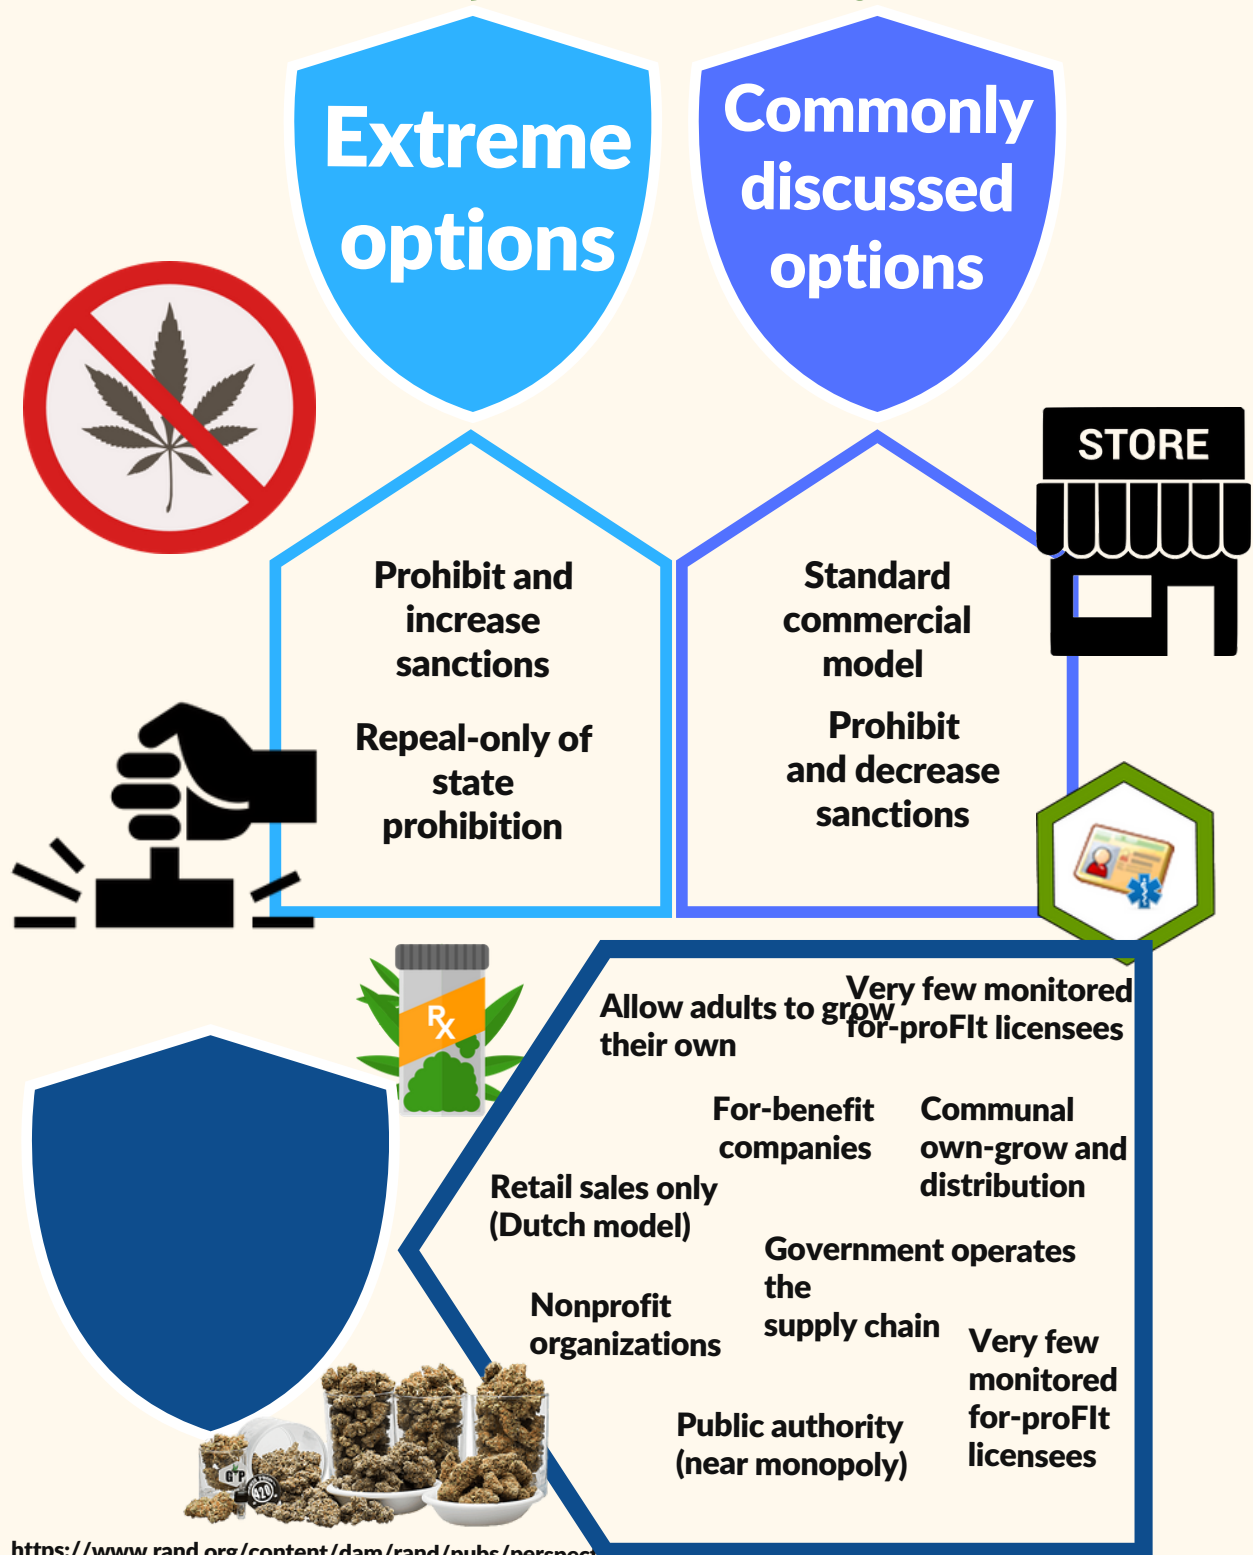 Extreme
options
Commonly
discussed
options
STORE
Prohibit and
increase
sanctions
Repeal-only of
state
prohibition
Standard
commercial
model
Prohibit
and decrease
sanctions
Rx
Allow adults to grow
their own
Very few monitored
for-proFIt licensees
For-benefit
companies
Communal
own-grow and
distribution
Retail sales only
(Dutch model)
Government operates
the
supply chain
Nonprofit
organizations
Very few
monitored
for-proFIt
licensees
Public authority
(near monopoly)
420
https://www.rand.org/content/dam/rand/pubs/perspect